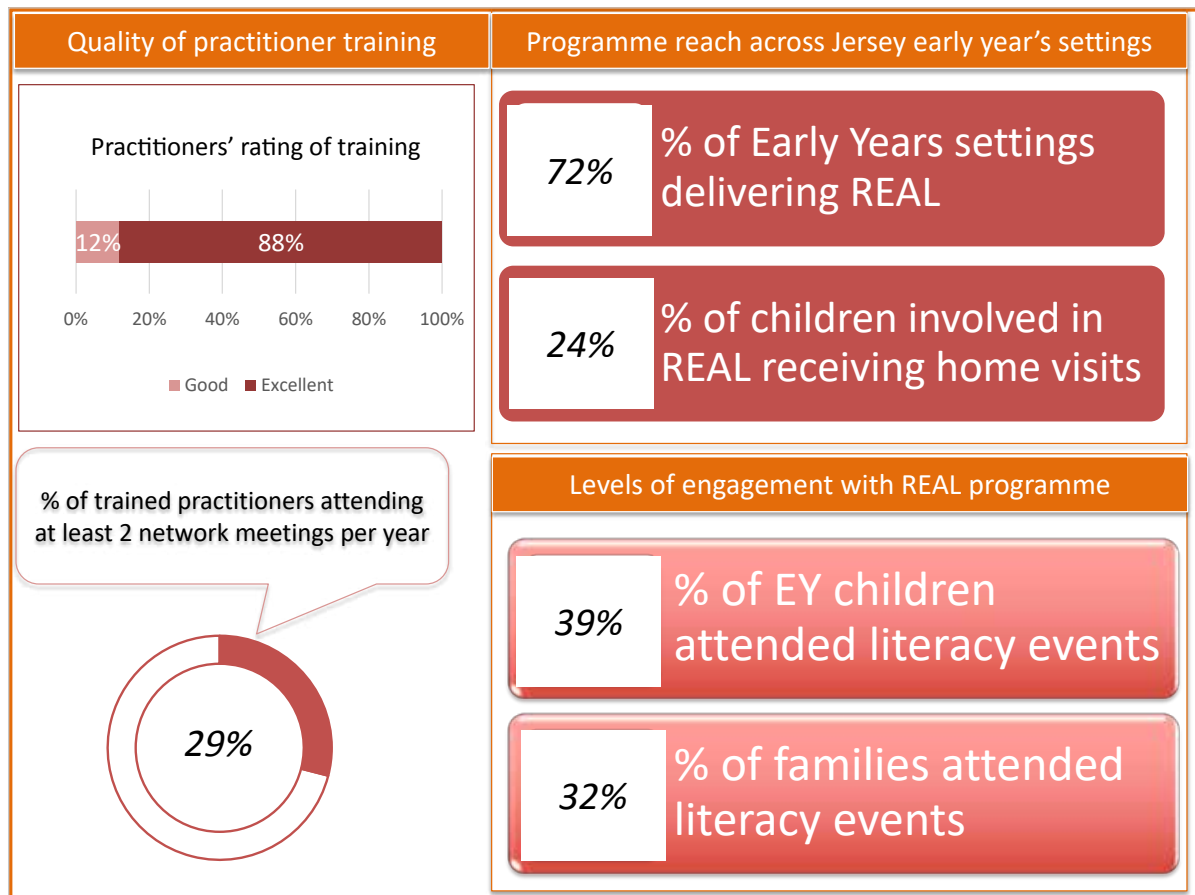 Quality of practitioner training
Practitioners’ rating of training
12%
88%
0%
20%
40%
60%
80%
100%
Good
Excellent
% of trained practitioners attending
at least 2 network meetings per year
29%
Programme reach across Jersey early year’s settings
72%
% of Early Years settings
delivering REAL
24%
% of children involved in
REAL receiving home visits
Levels of engagement with REAL programme
39%
% of EY children
attended literacy events
32%
% of families attended
literacy events